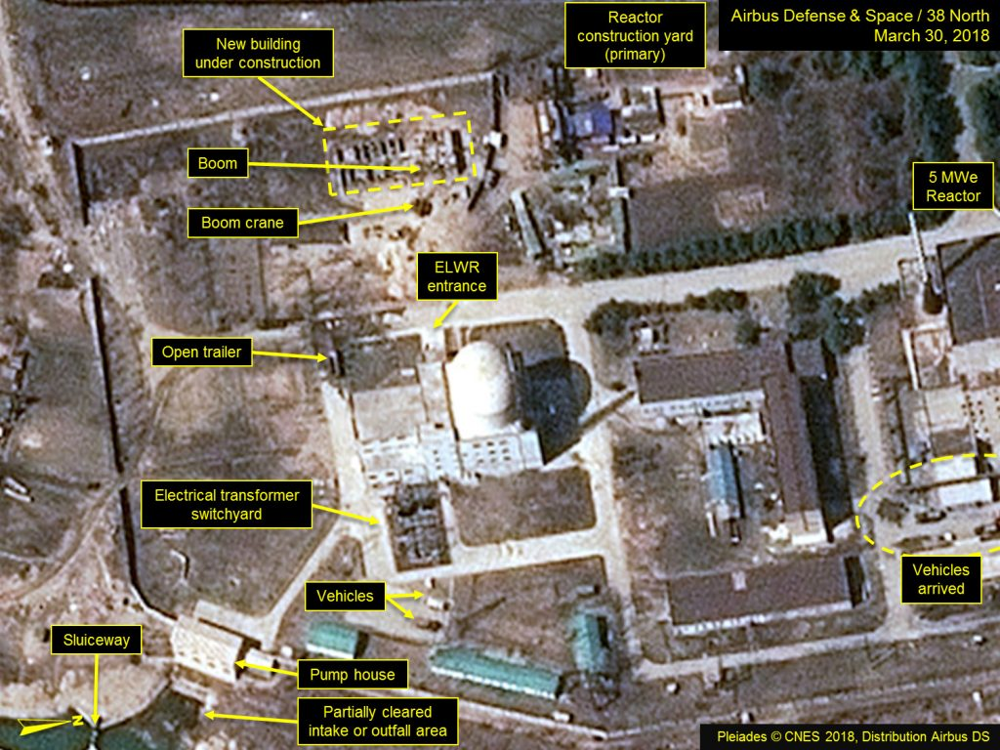 Airbus Defense & Space / 38 North
March 30, 2018
Reactor
construction yard
(primary)
New building
under construction
Boom
Boom crane
5 MWe
Reactor
ELWR
entrance
Open trailer
Electrical transformer
switchyard
Vehicles
Vehicles
arrived
Sluiceway
Pump house
Partially cleared
intake or outfall area
N
Pleiades © CNES 2018, Distribution Airbus DS